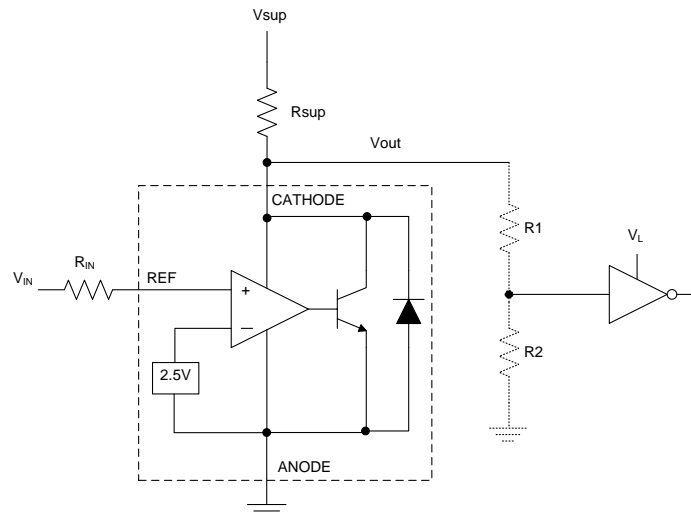 Vsup
Rsup
Vout
CATHODE
R1
RIN
VL
VIN
REF
+
–
R2
2.5V
ANODE